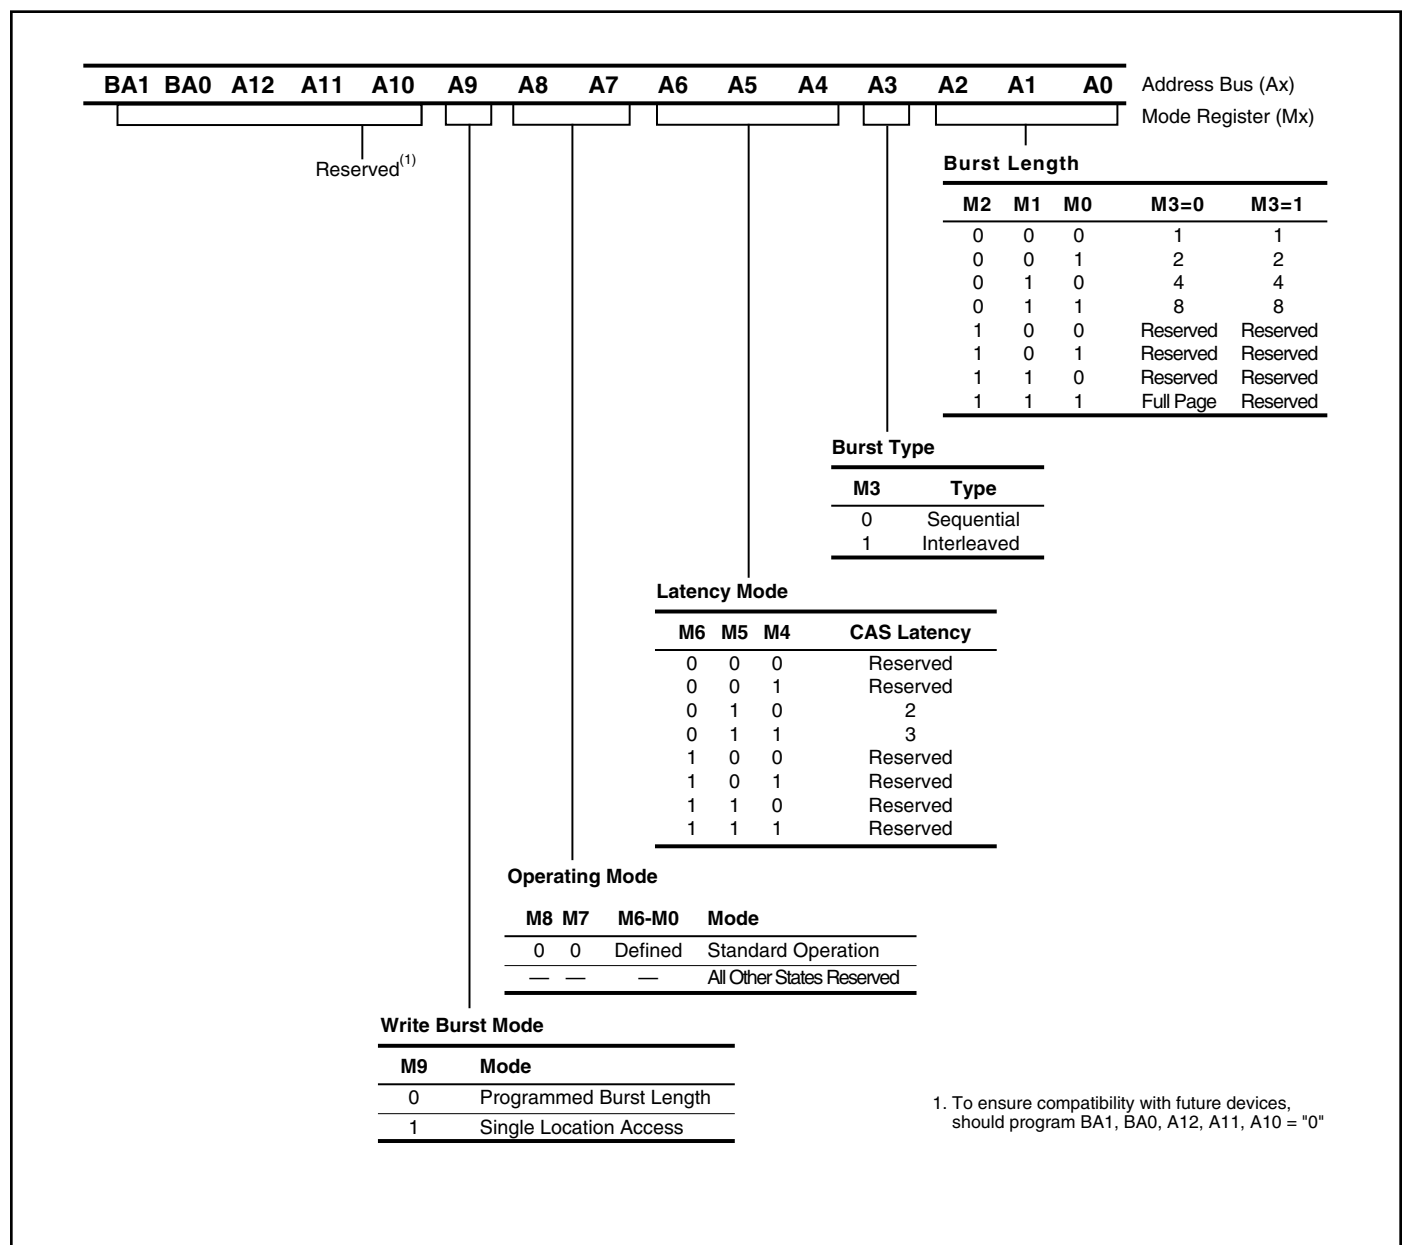 BA1 BA0 A12 A11 A10 A9 A8 A7 A6 A5 A4 A3 A2 A1 A0 Address Bus (Ax)
Mode Register (Mx)
Reserved(1)
Burst Length
M2 M1 M0 M3=0 M3=1
0 0 0 1 1
0 0 1 2 2
0 1 0 4 4
0 1 1 8 8
1 0 0 Reserved Reserved
1 0 1 Reserved Reserved
1 1 0 Reserved Reserved
1 1 1 Full Page Reserved
Burst Type
M3 Type
0 Sequential
1 Interleaved
Latency Mode
M6 M5 M4 CAS Latency
0 0 0 Reserved
0 0 1 Reserved
0 1 0 2
0 1 1 3
1 0 0 Reserved
1 0 1 Reserved
1 1 0 Reserved
1 1 1 Reserved
Operating Mode
M8 M7 M6-M0 Mode
0 0 Defined Standard Operation
— — — All Other States Reserved
Write Burst Mode
M9 Mode
0 Programmed Burst Length
1 Single Location Access
1. To ensure compatibility with future devices,
should program BA1, BA0, A12, A11, A10 = "0"